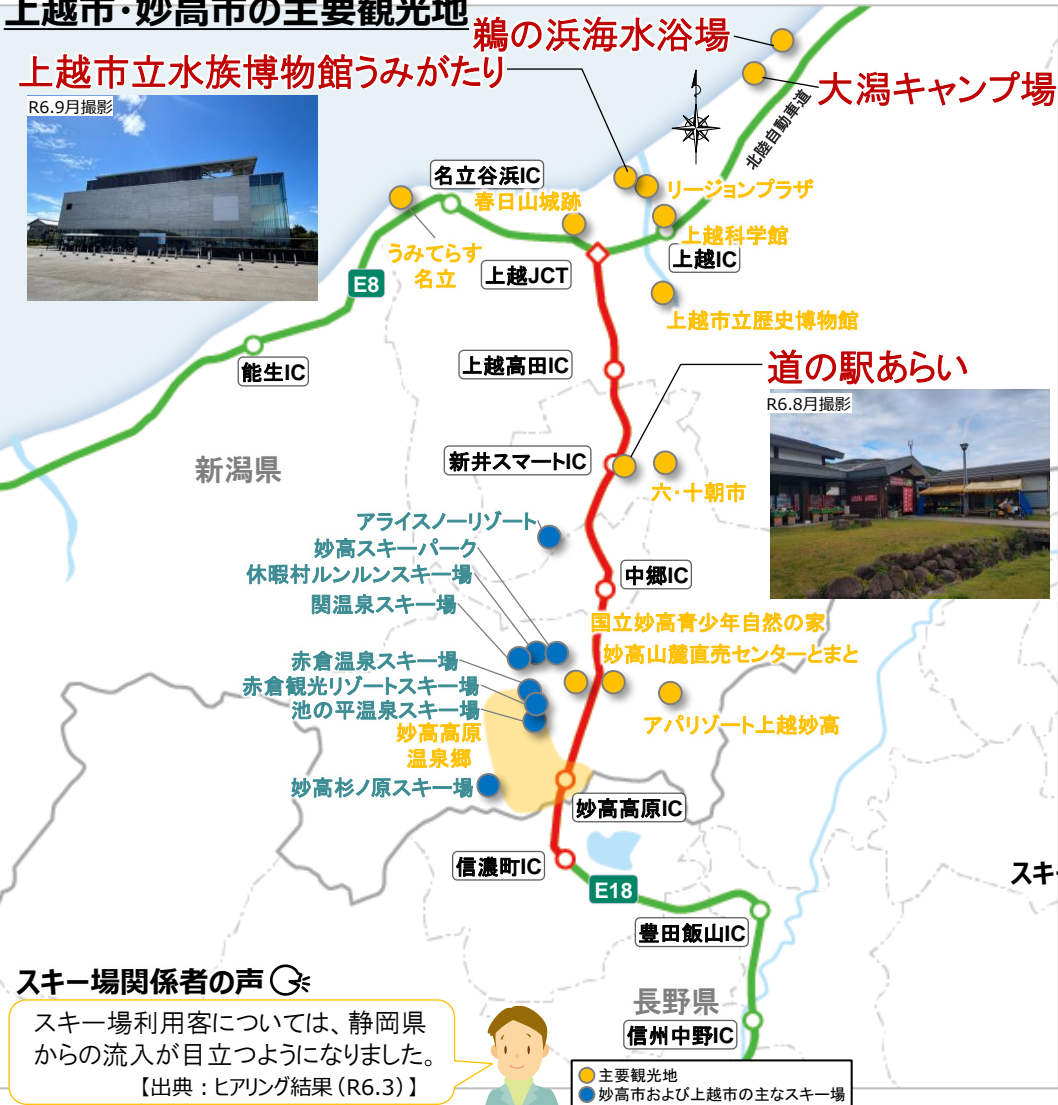 上越市・妙高市の主要観光地
鵜の浜海水浴場
上越市立水族博物館うみがたり
大潟キャンプ場
R6.9月撮影
北陸自動車道
名立谷浜IC
春日山城跡
リージョンプラザ
上越科学館
うみてらす
名立
上越JCT
上越IC
E8
上越市立歴史博物館
能生IC
上越高田IC
道の駅あらい
R6.8月撮影
新潟県
新井スマートIC
六・十朝市
アライスノーリゾート
妙高スキーパーク
休暇村ルンルンスキー場
中郷IC
関温泉スキー場
国立妙高青少年自然の家
妙高山麓直売センターとまと
赤倉温泉スキー場
赤倉観光リゾートスキー場
池の平温泉スキー場
アパリゾート上越妙高
妙高高原
温泉郷
妙高杉ノ原スキー場
妙高高原IC
信濃町IC
スキー
E18
豊田飯山IC
スキー場関係者の声
長野県
スキー場利用客については、静岡県
からの流入が目立つようになりました。
【出典：ヒアリング結果（R6.3）】
信州中野IC
主要観光地
妙高市および上越市の主なスキー場